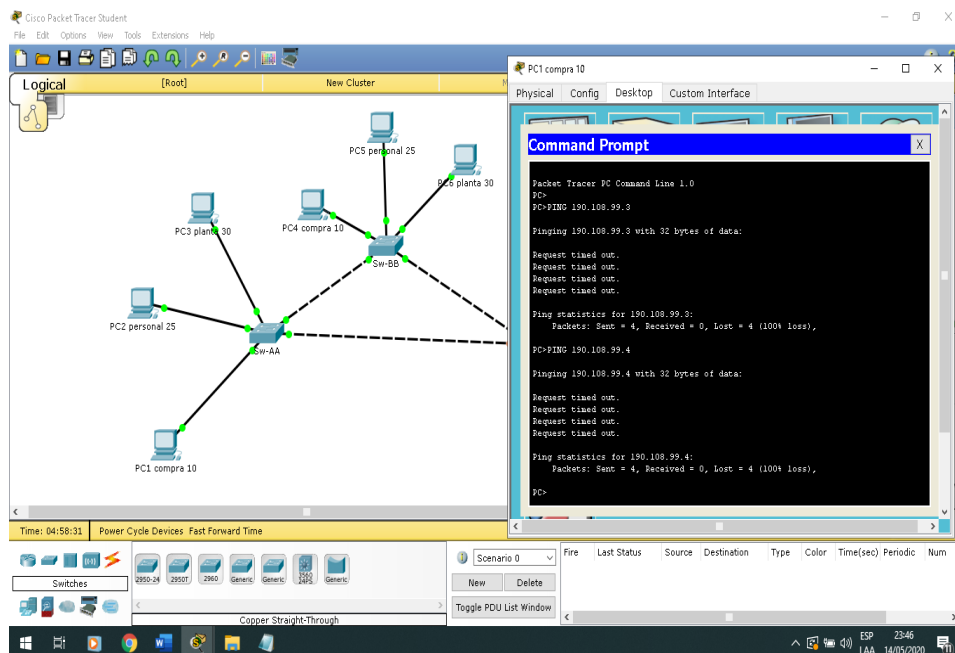 Cisco Packet Tracer Student
File Edit Options View Tools Extensions Help
Logical
[Root]
New Cluster
PC5 personal 25
PC6 planta 30
PC4 compra 10
PC3 planta 30
Sw-BB
PC2 personal 25
Sw-AA
PC1 compra 10
PC1 compra 10
Physical Config Desktop Custom Interface
Command Prompt
X
Packet Tracer PC Command Line 1.0
PC>
PC>PING 190.108.99.3
Pinging 190.108.99.3 with 32 bytes of data:
Request timed out.
Request timed out.
Request timed out.
Request timed out.
Ping statistics for 190.108.99.3:
Packets: Sent = 4, Received = 0, Lost = 4 (100% loss),
PC>PING 190.108.99.4
Pinging 190.108.99.4 with 32 bytes of data:
Request timed out.
Request timed out.
Request timed out.
Request timed out.
Ping statistics for 190.108.99.4:
Packets: Sent = 4, Received = 0, Lost = 4 (100% loss),
PC>
Time: 04:58:31 Power Cycle Devices Fast Forward Time
Switches
2950-24 2950T 2960 Generic Generic 3560 24PS Generic
Copper Straight-Through
Scenario 0
New Delete
Toggle PDU List Window
Fire Last Status Source Destination Type Color Time(sec) Periodic Num
ESP 23:46
LAA 14/05/2020